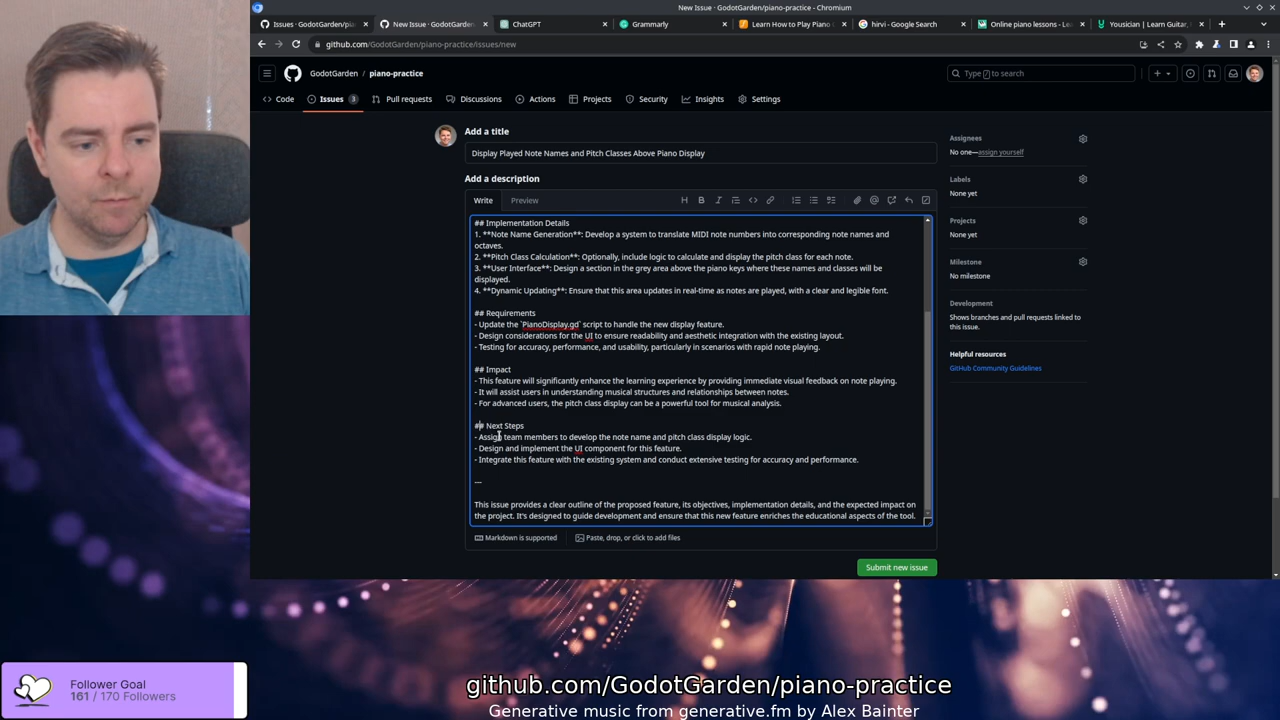 New Issue · GodotGarden/piano-practice - Chromium
Issues · GodotGarden/pia
New Issue · GodotGarden
ChatGPT
Grammarly
Learn How to Play Piano
hirvi - Google Search
Online piano lessons - Le
Yousician | Learn Guitar,
github.com/GodotGarden/piano-practice/issues/new
GodotGarden / piano-practice
Type / to search
Code
Issues 3
Pull requests
Discussions
Actions
Projects
Security
Insights
Settings
Add a title
Display Played Note Names and Pitch Classes Above Piano Display
Add a description
Write Preview
## Implementation Details
1. **Note Name Generation**: Develop a system to translate MIDI note numbers into corresponding note names and
octaves.
2. **Pitch Class Calculation**: Optionally, include logic to calculate and display the pitch class for each note.
3. **User Interface**: Design a section in the grey area above the piano keys where these names and classes will be
displayed.
4. **Dynamic Updating**: Ensure that this area updates in real-time as notes are played, with a clear and legible font.
## Requirements
- Update the `PianoDisplay.gd` script to handle the new display feature.
- Design considerations for the UI to ensure readability and aesthetic integration with the existing layout.
- Testing for accuracy, performance, and usability, particularly in scenarios with rapid note playing.
## Impact
- This feature will significantly enhance the learning experience by providing immediate visual feedback on note playing.
- It will assist users in understanding musical structures and relationships between notes.
- For advanced users, the pitch class display can be a powerful tool for musical analysis.
## Next Steps
- Assign team members to develop the note name and pitch class display logic.
- Design and implement the UI component for this feature.
- Integrate this feature with the existing system and conduct extensive testing for accuracy and performance.
---
This issue provides a clear outline of the proposed feature, its objectives, implementation details, and the expected impact on
the project. It's designed to guide development and ensure that this new feature enriches the educational aspects of the tool.
Markdown is supported
Paste, drop, or click to add files
Submit new issue
Assignees
No one—assign yourself
Labels
None yet
Projects
None yet
Milestone
No milestone
Development
Shows branches and pull requests linked to
this issue.
Helpful resources
GitHub Community Guidelines
Follower Goal
161 / 170 Followers
github.com/GodotGarden/piano-practice
Generative music from generative.fm by Alex Bainter